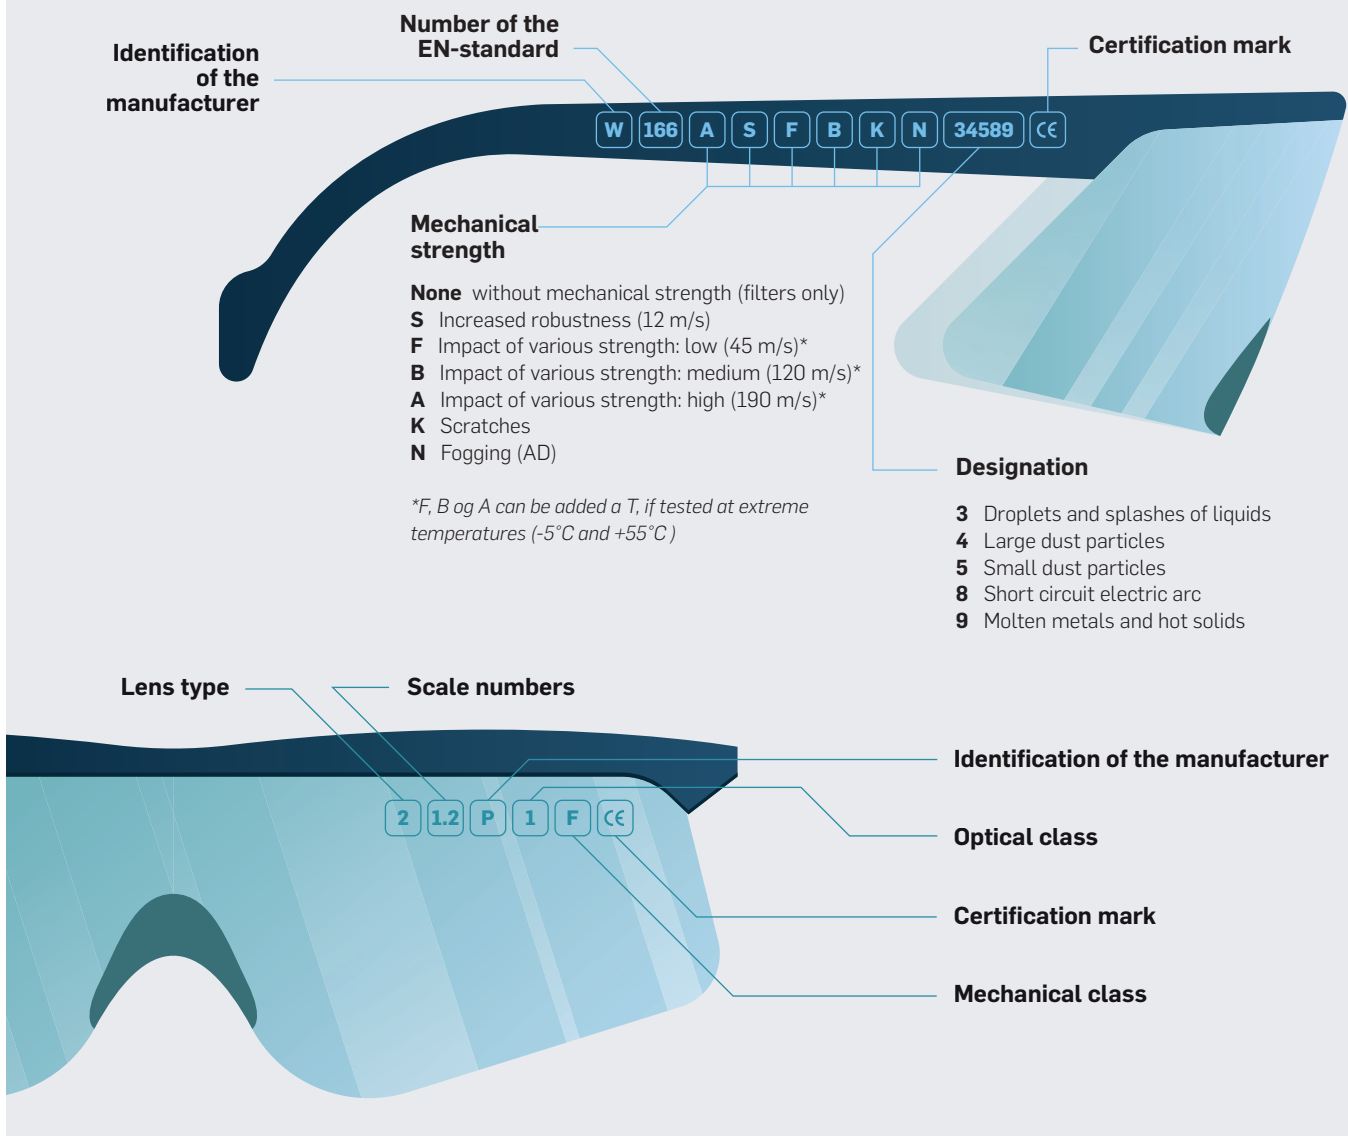 Number of the
EN-standard
Identification
of the
manufacturer
Certification mark
W 166 A S F B K N 34589 CE
Mechanical
strength
None without mechanical strength (filters only)
S Increased robustness (12 m/s)
F Impact of various strength: low (45 m/s)*
B Impact of various strength: medium (120 m/s)*
A Impact of various strength: high (190 m/s)*
K Scratches
N Fogging (AD)
*F, B og A can be added a T, if tested at extreme
temperatures (-5°C and +55°C )
Designation
3 Droplets and splashes of liquids
4 Large dust particles
5 Small dust particles
8 Short circuit electric arc
9 Molten metals and hot solids
Lens type
Scale numbers
Identification of the manufacturer
2 1.2 P 1 F CE
Optical class
Certification mark
Mechanical class